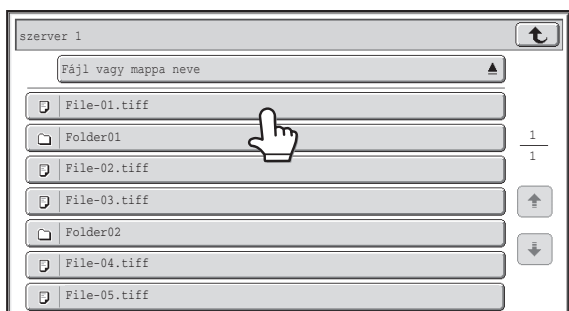 szerver 1
Fájl vagy mappa neve
File-01.tiff
Folder01
1
1
File-02.tiff
File-03.tiff
Folder02
File-04.tiff
File-05.tiff